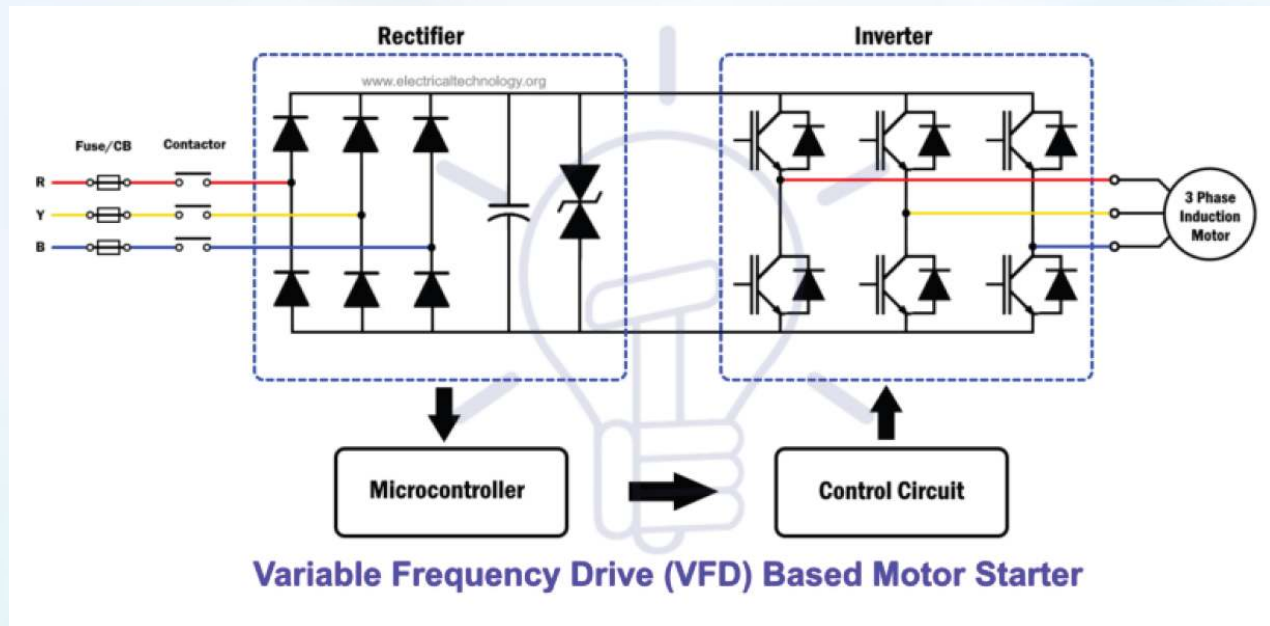 Rectifier
Inverter
www.electricaltechnology.org
Fuse/CB
Contactor
R
Y
B
3 Phase
Induction
Motor
Microcontroller
Control Circuit
Variable Frequency Drive (VFD) Based Motor Starter